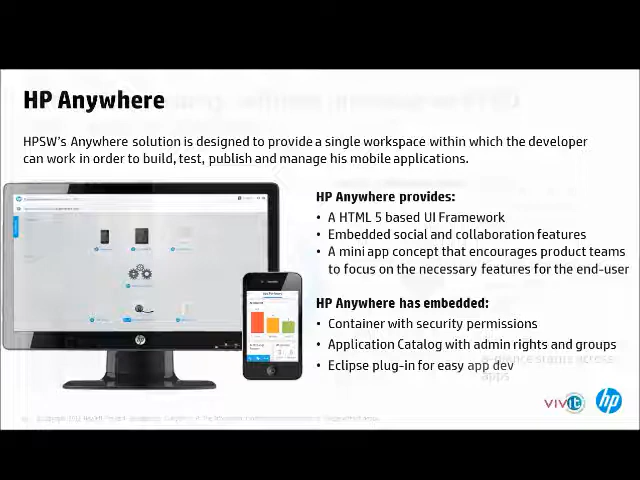 HP Anywhere
HPSW's Anywhere solution is designed to provide a single workspace within which the developer
can work in order to build, test, publish and manage his mobile applications.
HP Anywhere provides:
• A HTML 5 based UI Framework
• Embedded social and collaboration features
• A mini app concept that encourages product teams
to focus on the necessary features for the end-user
HP Anywhere has embedded:
• Container with security permissions
• Application Catalog with admin rights and groups
• Eclipse plug-in for easy app dev
status across
apps
vivit
hp